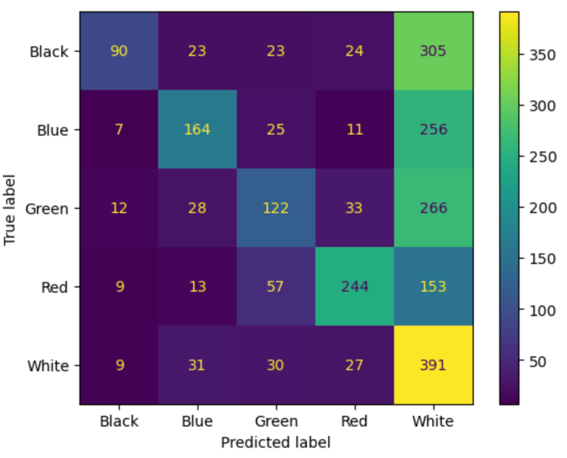 Black 90 23 23 24 305
Blue 7 164 25 11 256
Green 12 28 122 33 266
Red 9 13 57 244 153
White 9 31 30 27 391
Black Blue Green Red White
Predicted label
True label
350
300
250
200
150
100
50